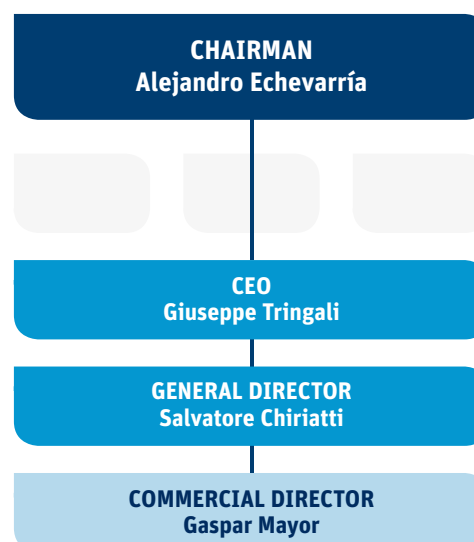 CHAIRMAN
Alejandro Echevarría
CEO
Giuseppe Tringali
GENERAL DIRECTOR
Salvatore Chiriatti
COMMERCIAL DIRECTOR
Gaspar Mayor